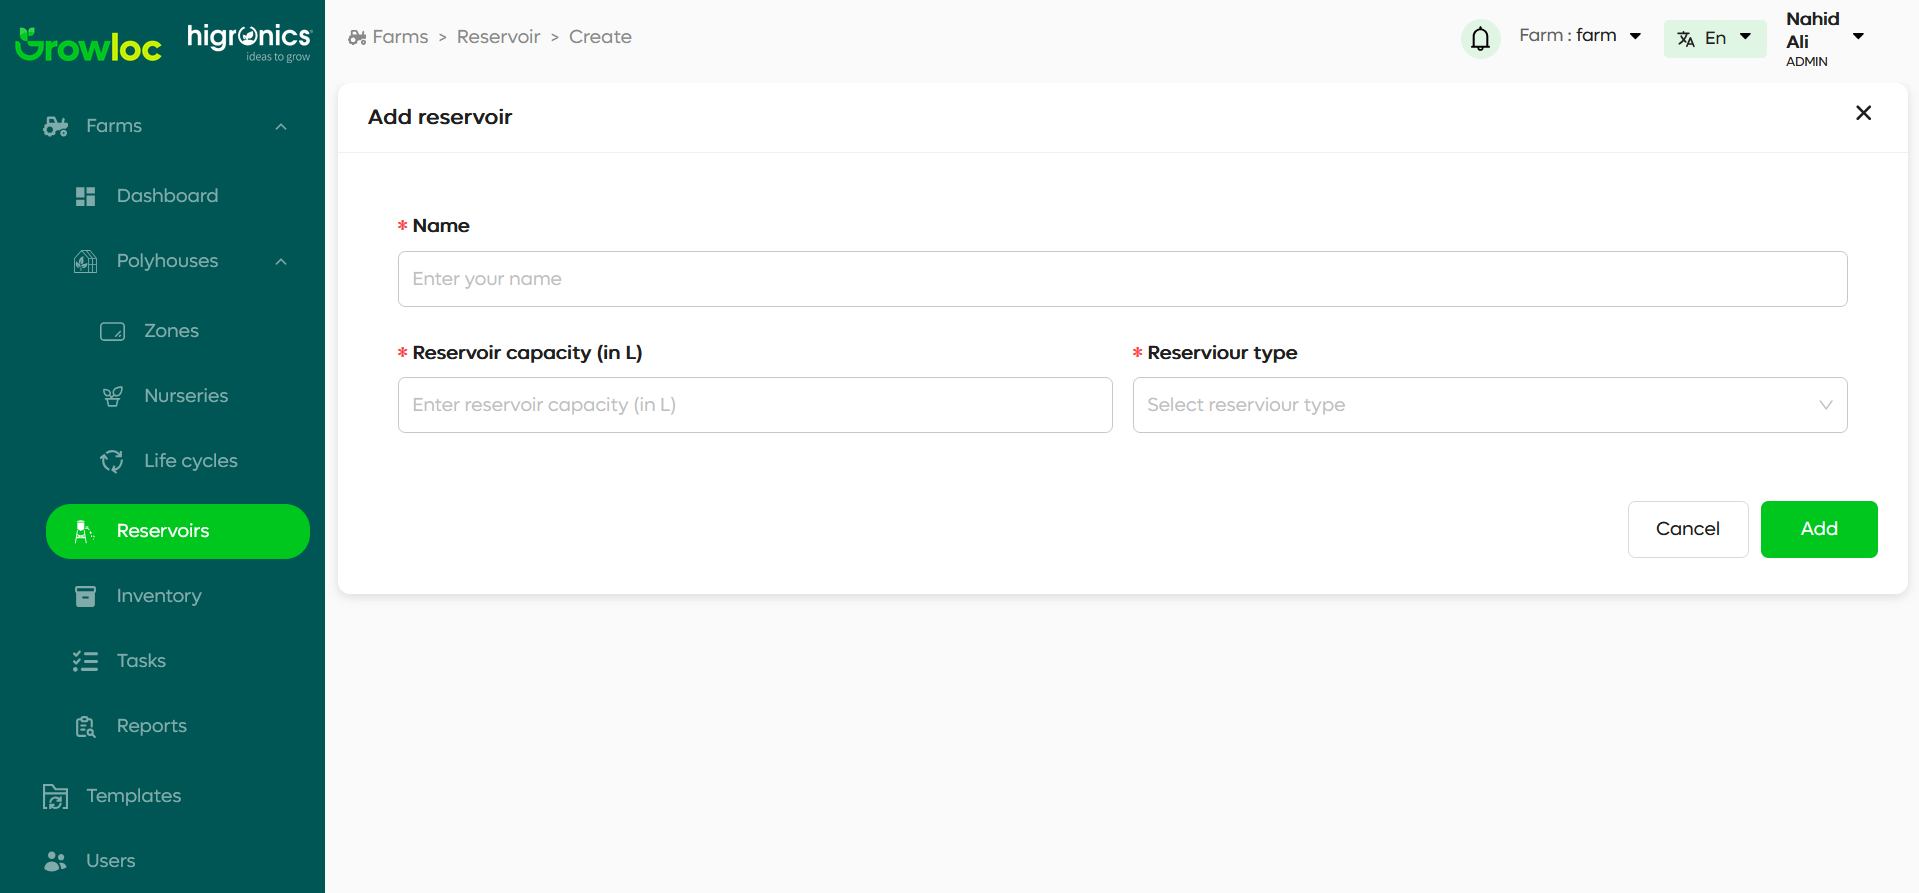 Growloc
higronics
ideas to grow
Farms
Dashboard
Polyhouses
Zones
Nurseries
Life cycles
Reservoirs
Inventory
Tasks
Reports
Templates
Users
Farms > Reservoir > Create
Farm : farm
En
Nahid
Ali
ADMIN
Add reservoir
* Name
Enter your name
* Reservoir capacity (in L)
* Reserviour type
Enter reservoir capacity (in L)
Select reserviour type
Cancel
Add